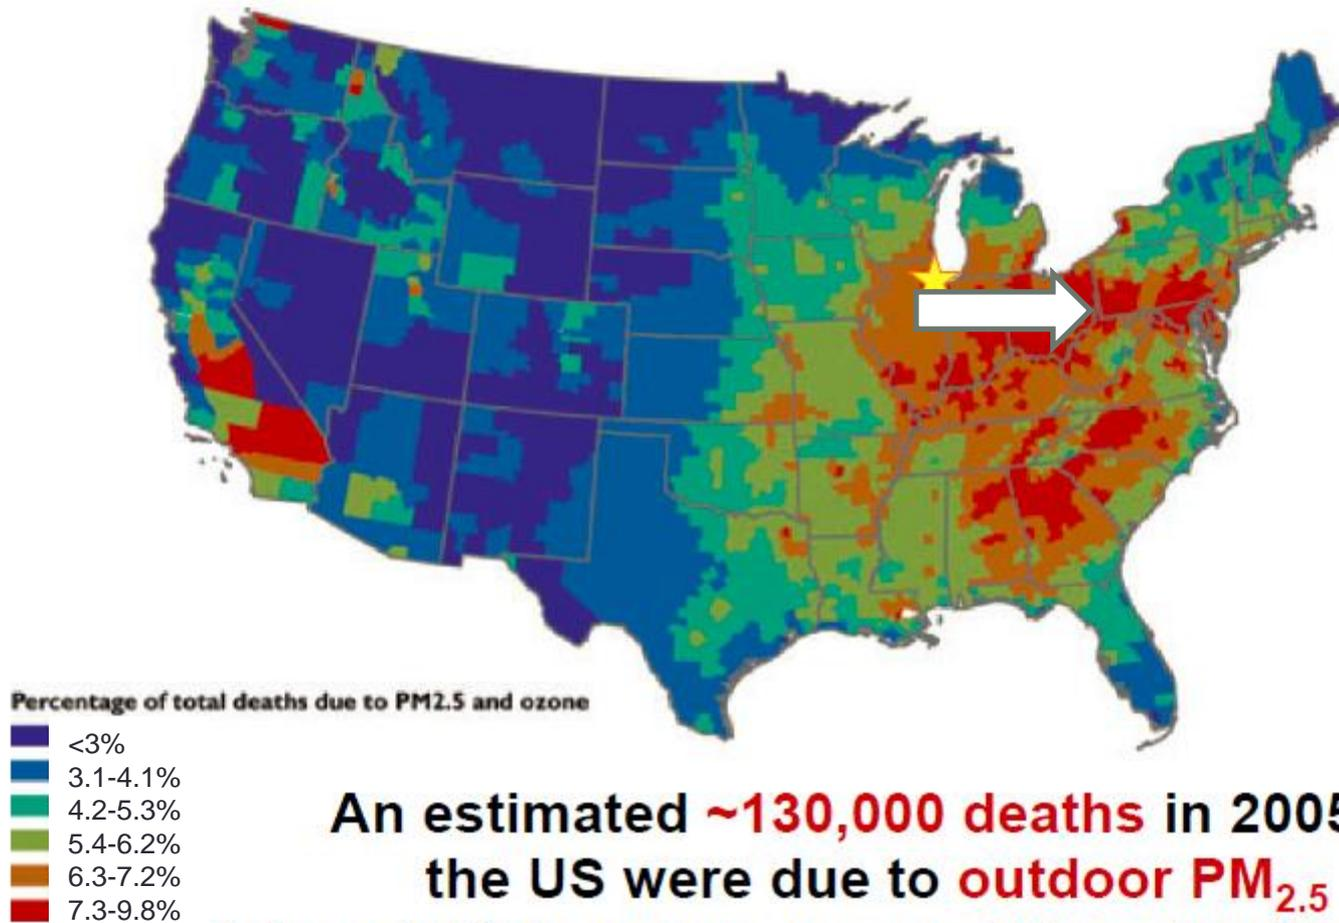 Percentage of total deaths due to PM2.5 and ozone
<3%
3.1-4.1%
4.2-5.3%
5.4-6.2%
6.3-7.2%
7.3-9.8%
An estimated ~130,000 deaths in 2005
the US were due to outdoor PM2.5